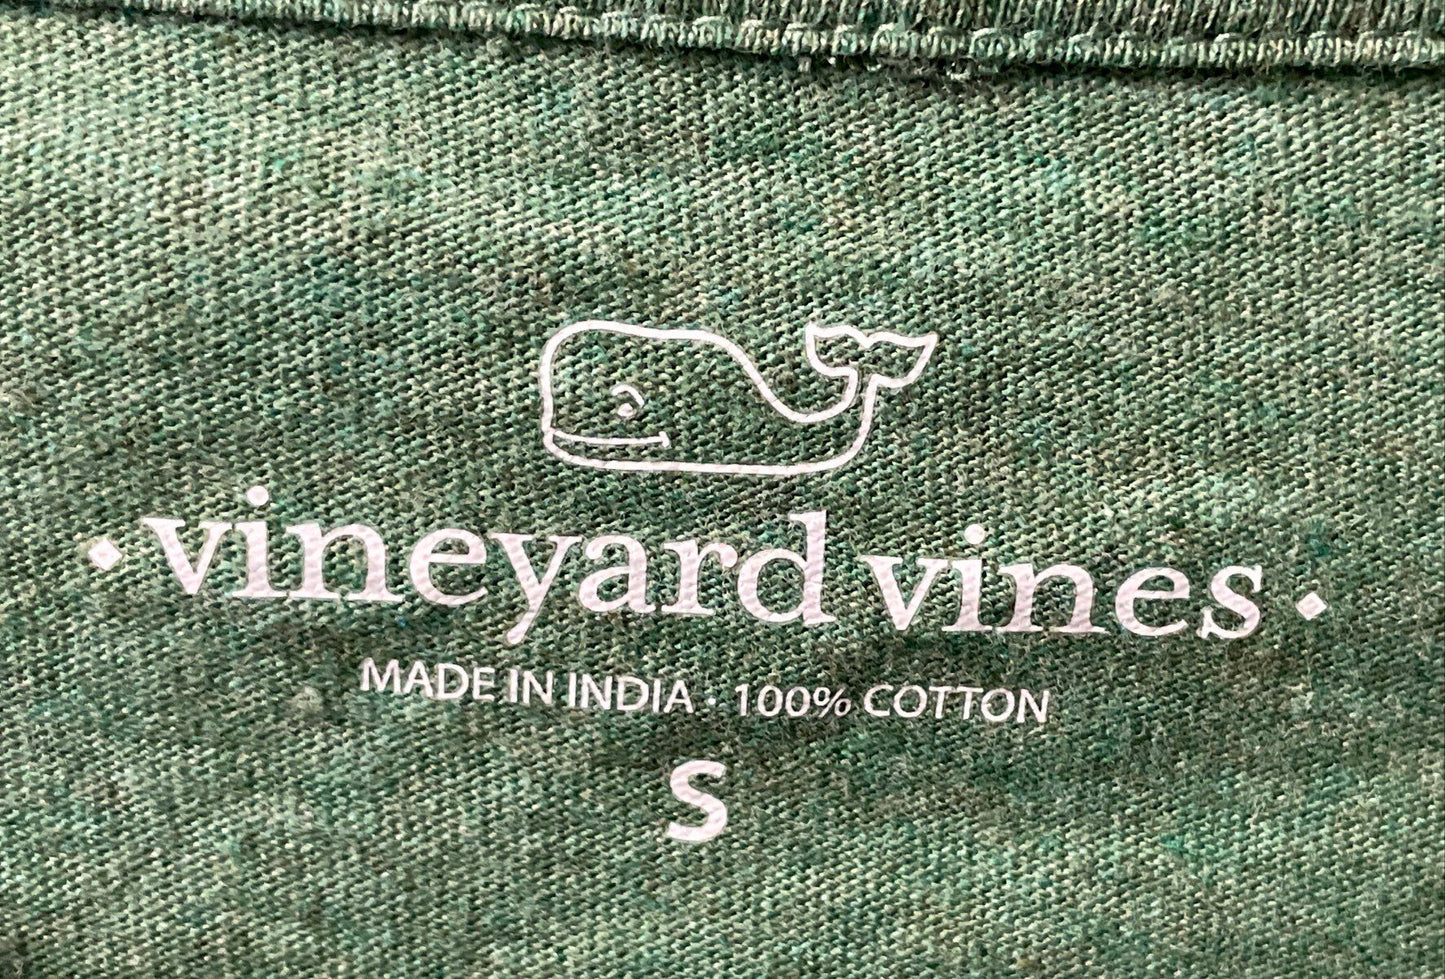 · vineyard vines ·
MADE IN INDIA · 100% COTTON
S